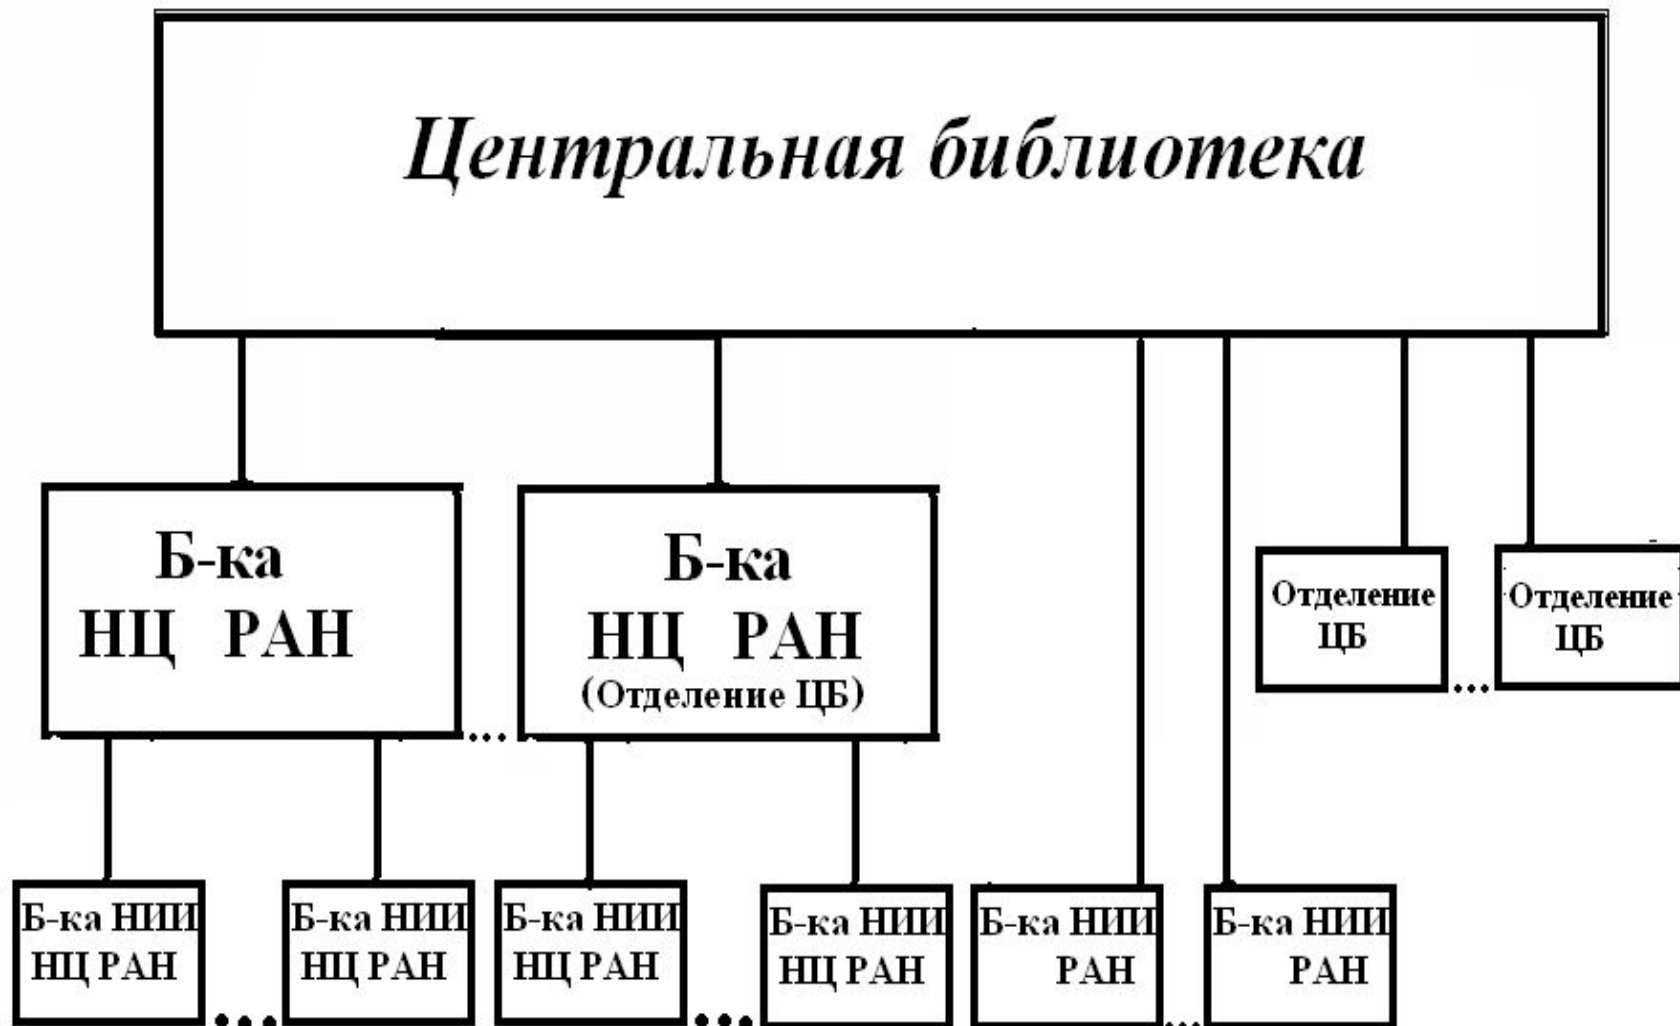 Центральная библиотека
Б-ка
НЦ РАН
...
Б-ка
НЦ РАН
(Отделение ЦБ)
Отделение
ЦБ
...
Отделение
ЦБ
Б-ка НИИ
НЦ РАН
...
Б-ка НИИ
НЦ РАН
Б-ка НИИ
НЦ РАН
...
Б-ка НИИ
НЦ РАН
Б-ка НИИ
РАН
...
Б-ка НИИ
РАН